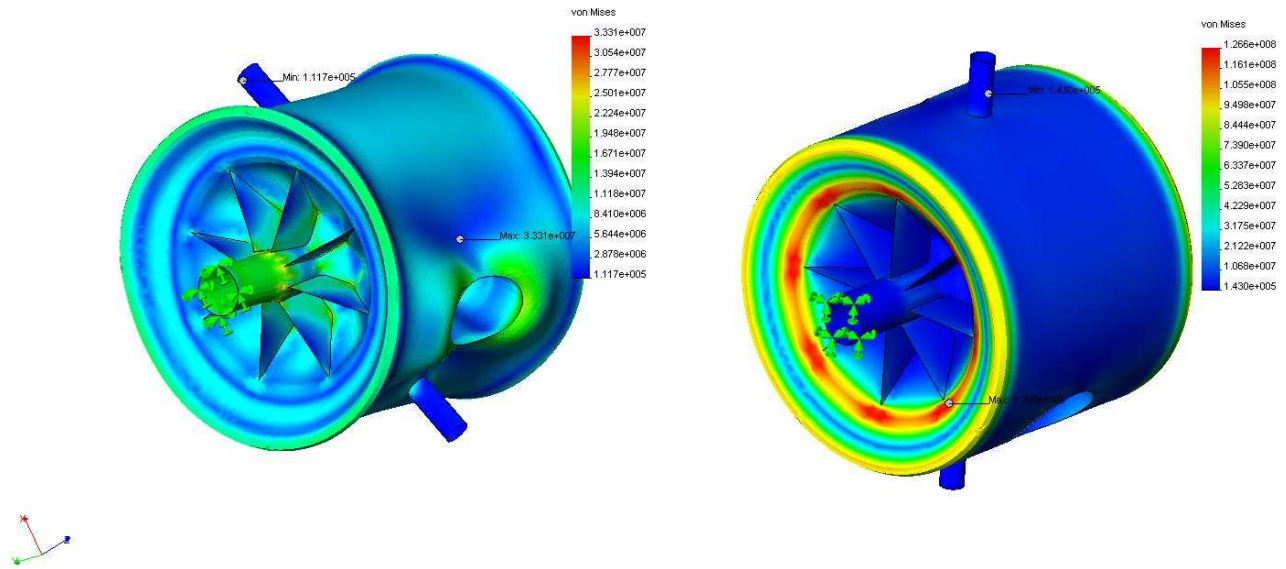 von Mises
3.331e+007
3.054e+007
2.777e+007
2.501e+007
2.224e+007
1.948e+007
1.671e+007
1.394e+007
1.118e+007
8.410e+006
5.644e+006
2.878e+006
1.117e+005
Min: 1.117e+005
Max: 3.331e+007
von Mises
1.266e+008
1.161e+008
1.055e+008
9.498e+007
8.444e+007
7.390e+007
6.337e+007
5.283e+007
4.229e+007
3.175e+007
2.122e+007
1.068e+007
1.430e+005
Min: 1.430e+005